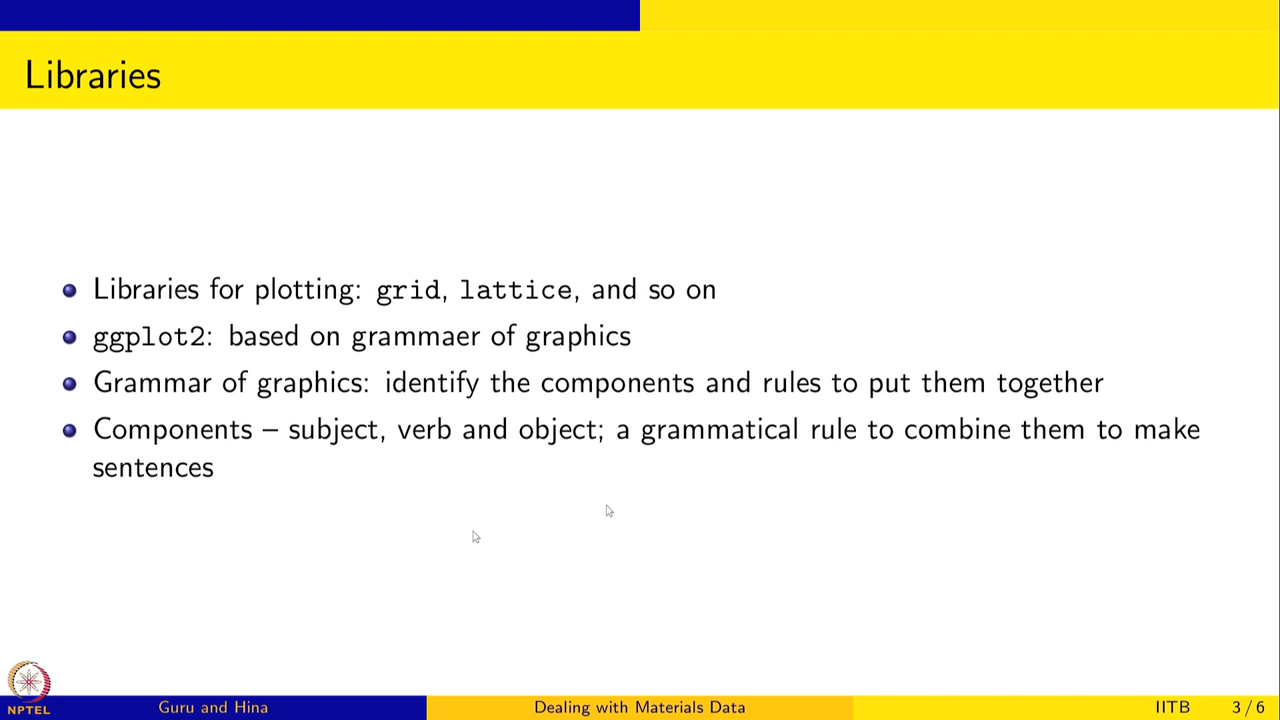 Libraries
Libraries for plotting: grid, lattice, and so on
ggplot2: based on grammaer of graphics
Grammar of graphics: identify the components and rules to put them together
Components – subject, verb and object; a grammatical rule to combine them to make
sentences
NPTEL
Guru and Hina
Dealing with Materials Data
IITB
3 / 6